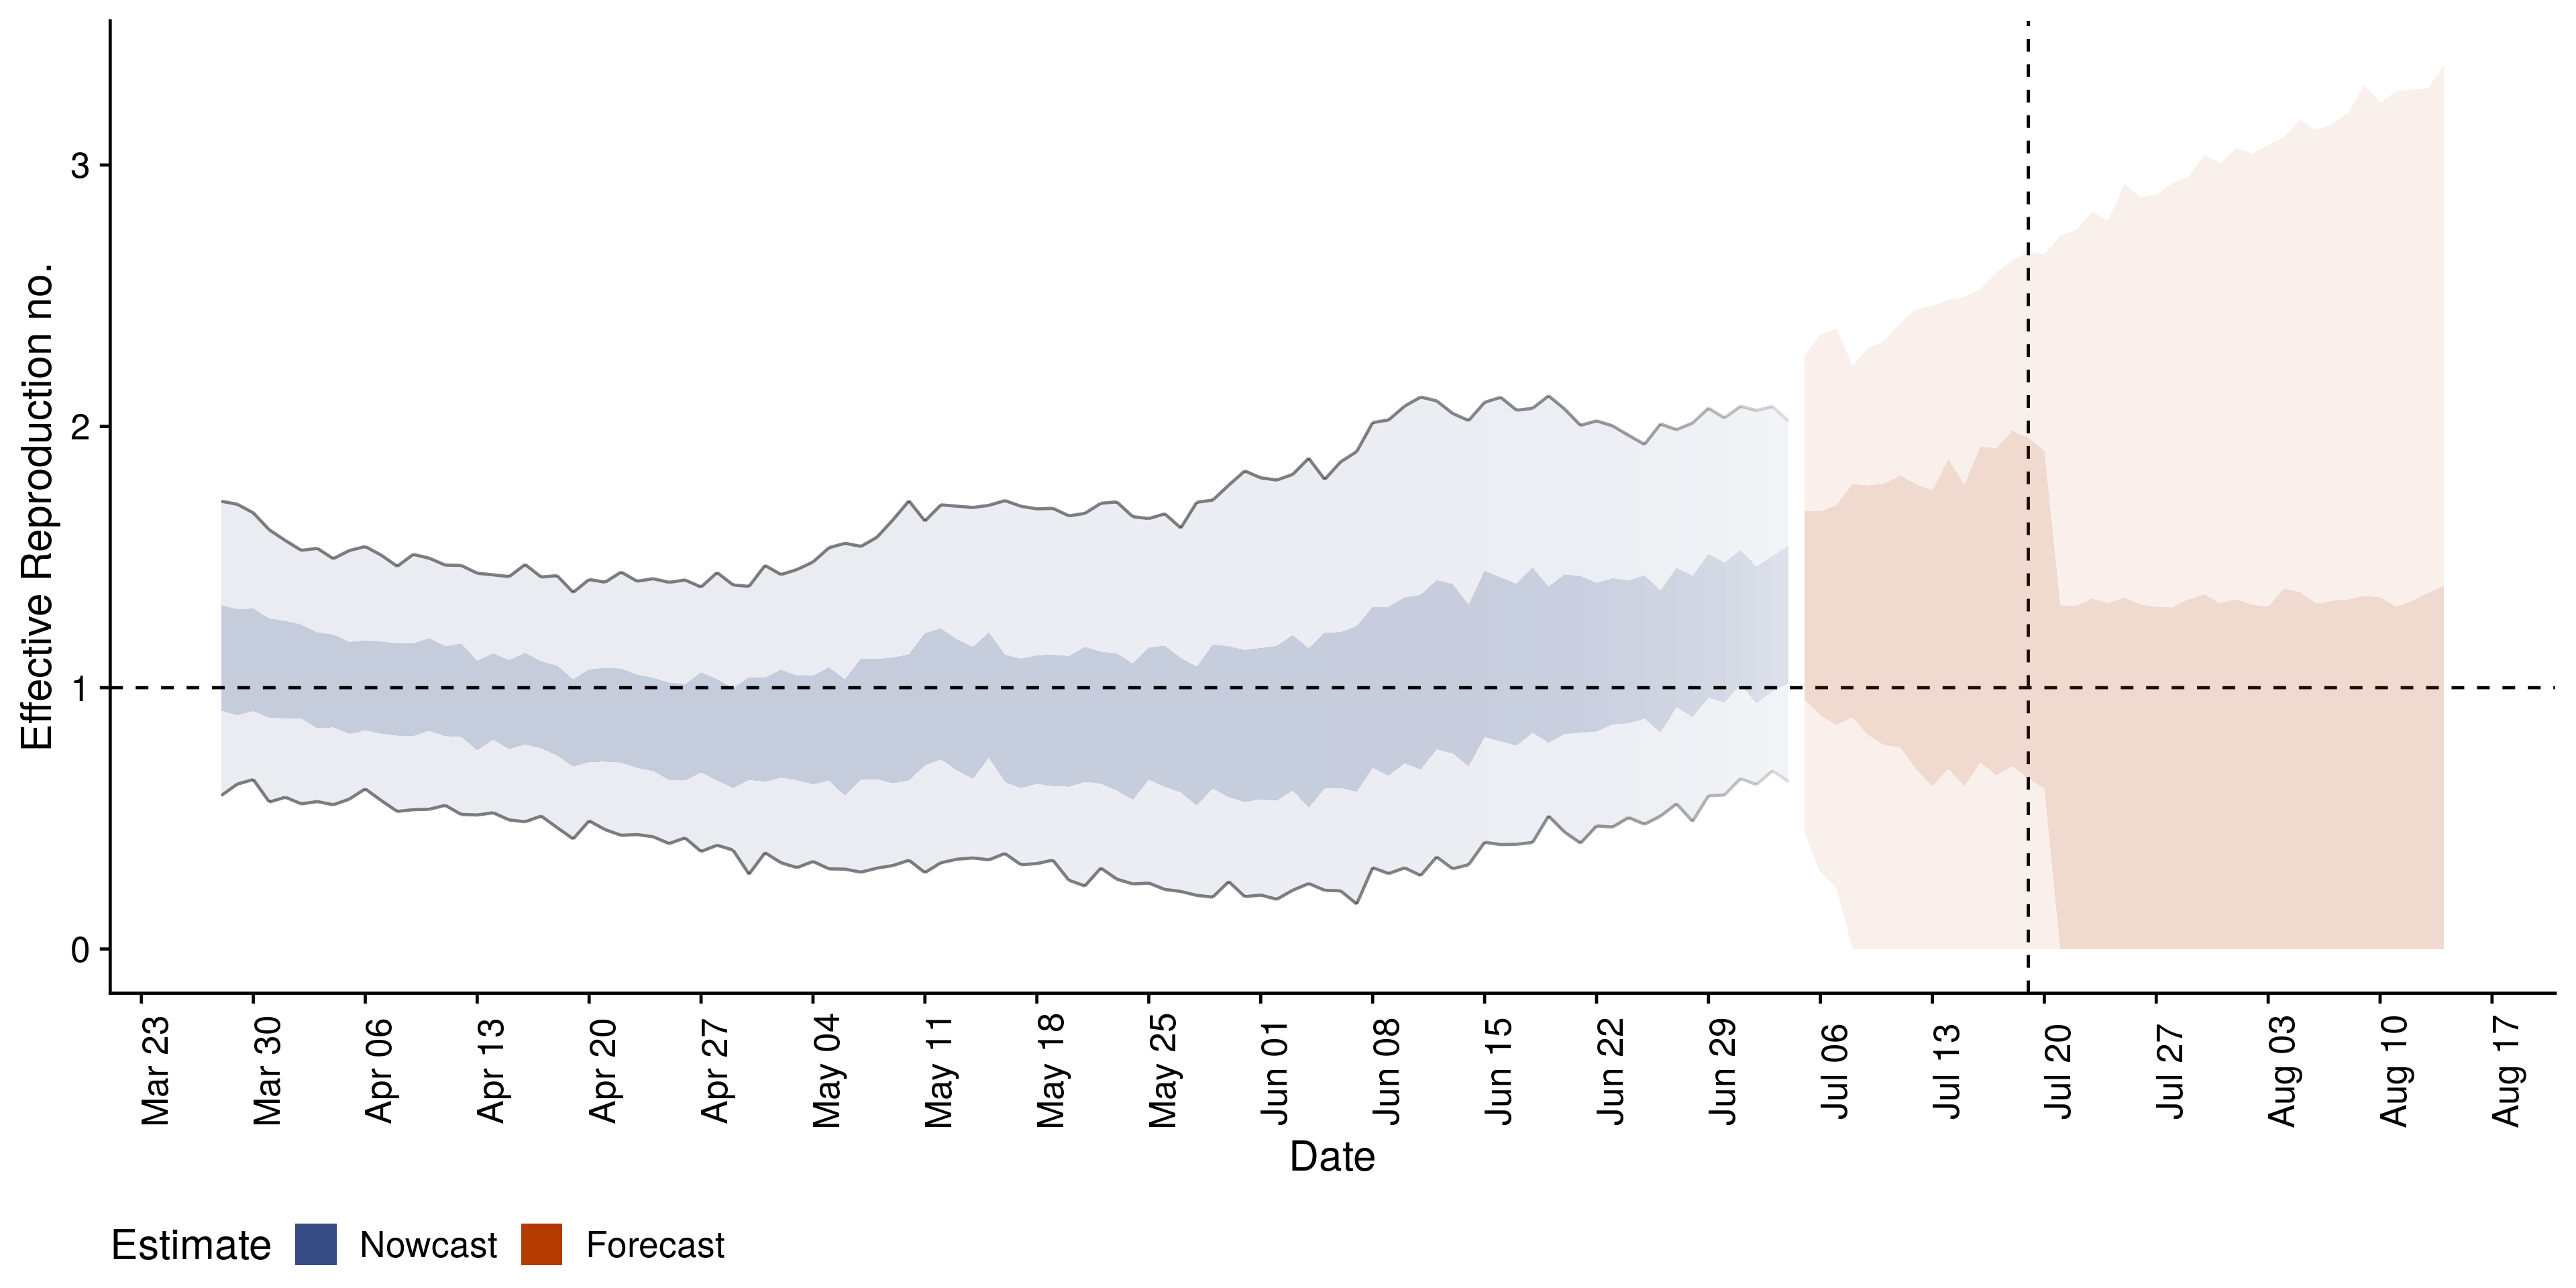 Effective Reproduction no.
3
2
1
0
Mar 23
Mar 30
Apr 06
Apr 13
Apr 20
Apr 27
May 04
May 11
May 18
May 25
Jun 01
Jun 08
Jun 15
Jun 22
Jun 29
Jul 06
Jul 13
Jul 20
Jul 27
Aug 03
Aug 10
Aug 17
Date
Estimate Nowcast Forecast